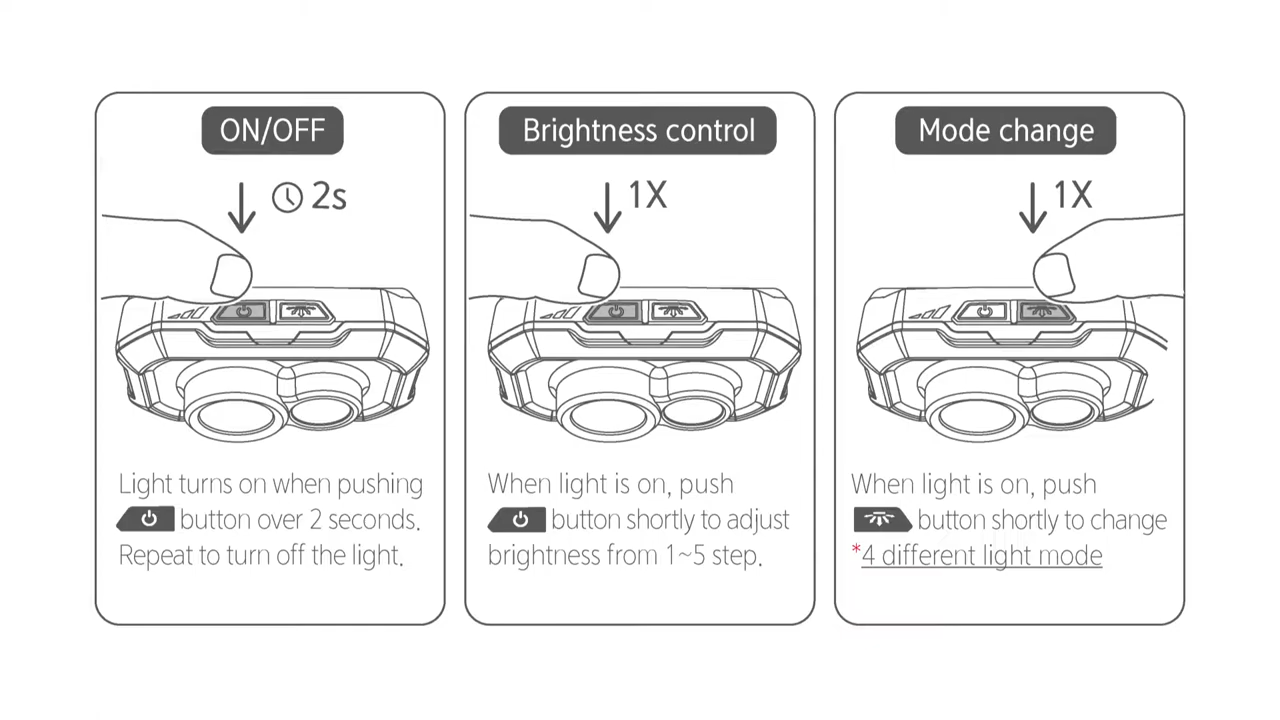 ON/OFF
2s
Light turns on when pushing
button over 2 seconds.
Repeat to turn off the light.
Brightness control
1X
When light is on, push
button shortly to adjust
brightness from 1~5 step.
Mode change
1X
When light is on, push
button shortly to change
*4 different light mode